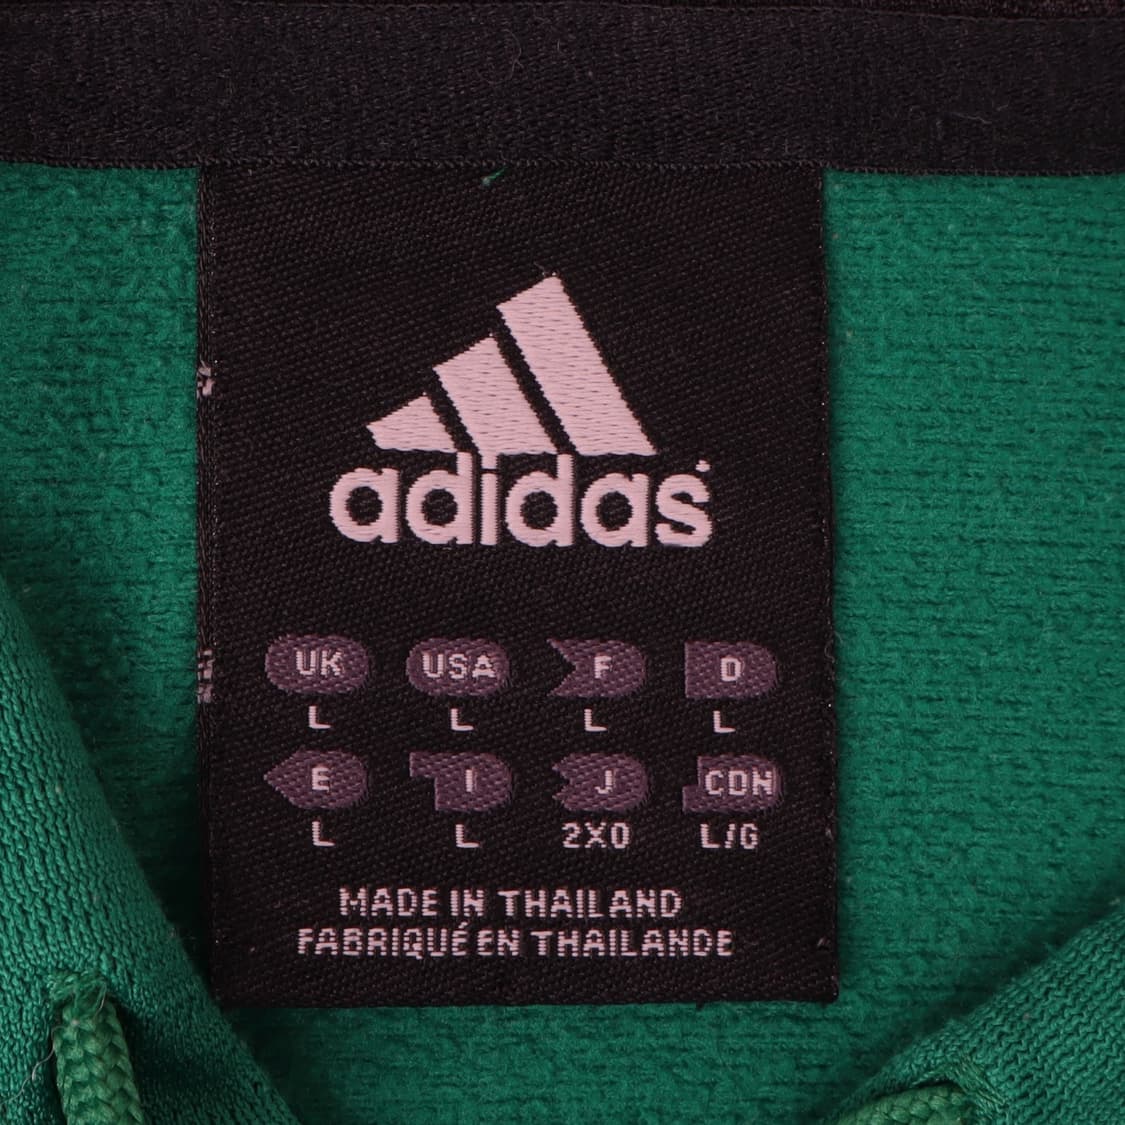 adidas
UK USA F D
L L L L
E I J CDN
L L 2XO L/G
MADE IN THAILAND
FABRIQUÉ EN THAILANDE